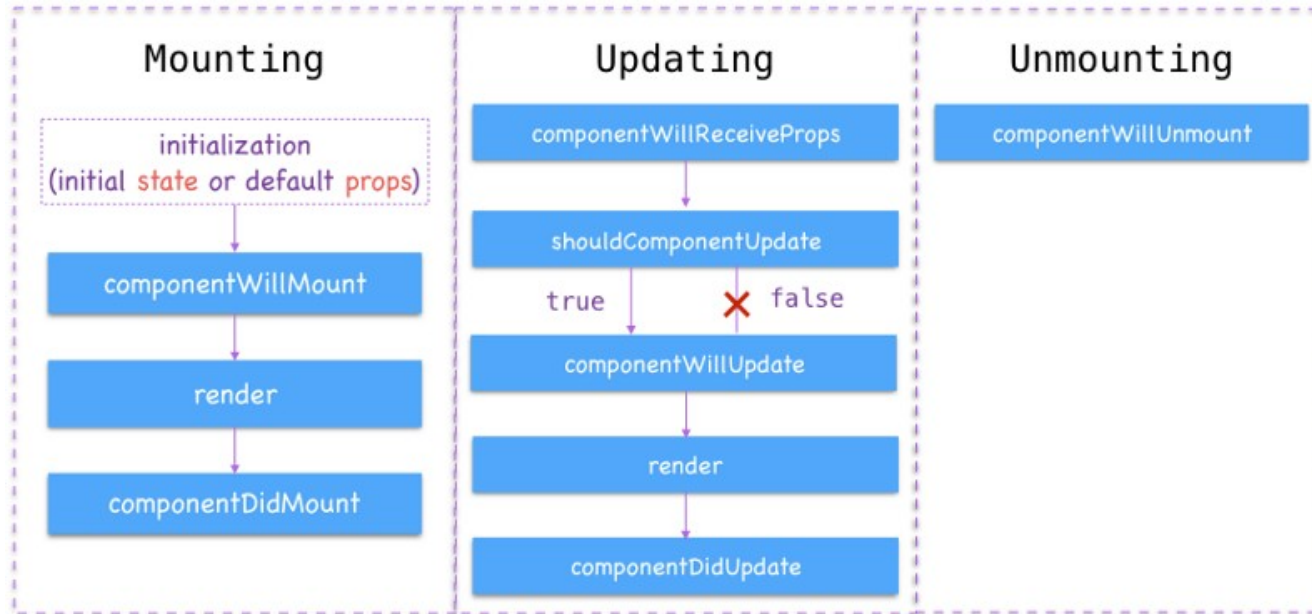 Mounting
initialization
(initial state or default props)
componentWillMount
render
componentDidMount
Updating
componentWillReceiveProps
shouldComponentUpdate
true
false
componentWillUpdate
render
componentDidUpdate
Unmounting
componentWillUnmount